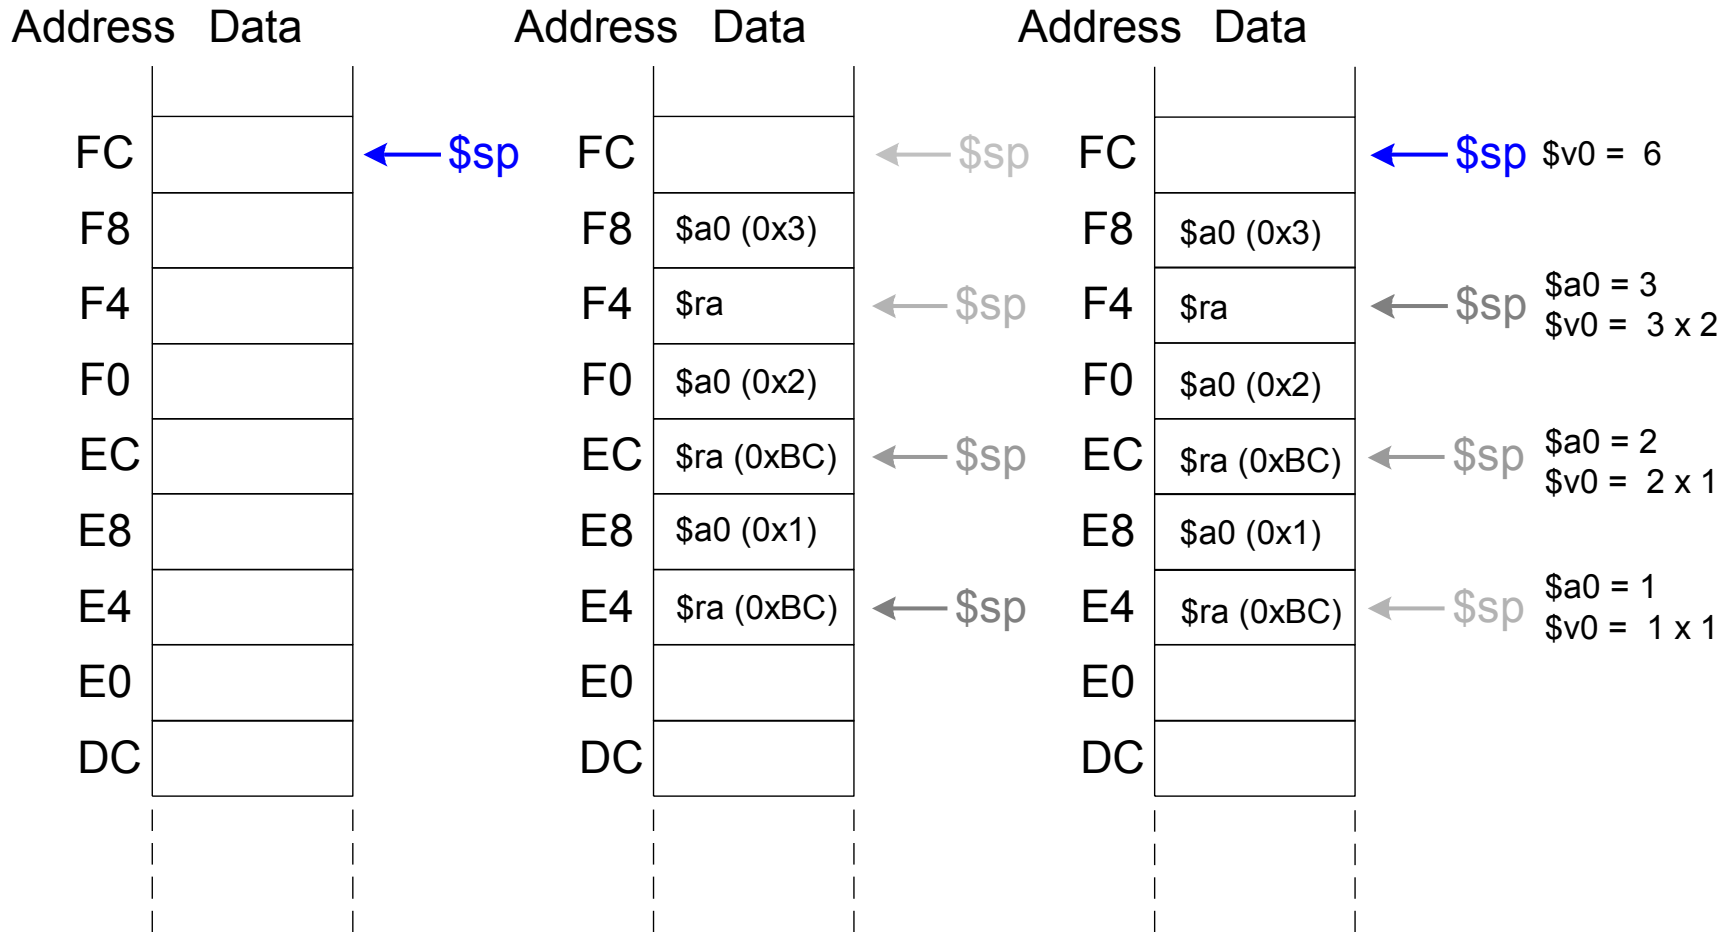 Address Data Address Data Address Data
FC $sp FC $sp FC $sp $v0 = 6
F8 F8 $a0 (0x3) F8 $a0 (0x3)
F4 F4 $ra $sp F4 $ra $sp $a0 = 3
$v0 = 3 x 2
F0 F0 $a0 (0x2) F0 $a0 (0x2)
EC EC $ra (0xBC) $sp EC $ra (0xBC) $sp $a0 = 2
$v0 = 2 x 1
E8 E8 $a0 (0x1) E8 $a0 (0x1)
E4 E4 $ra (0xBC) $sp E4 $ra (0xBC) $sp $a0 = 1
$v0 = 1 x 1
E0 E0 E0
DC DC DC